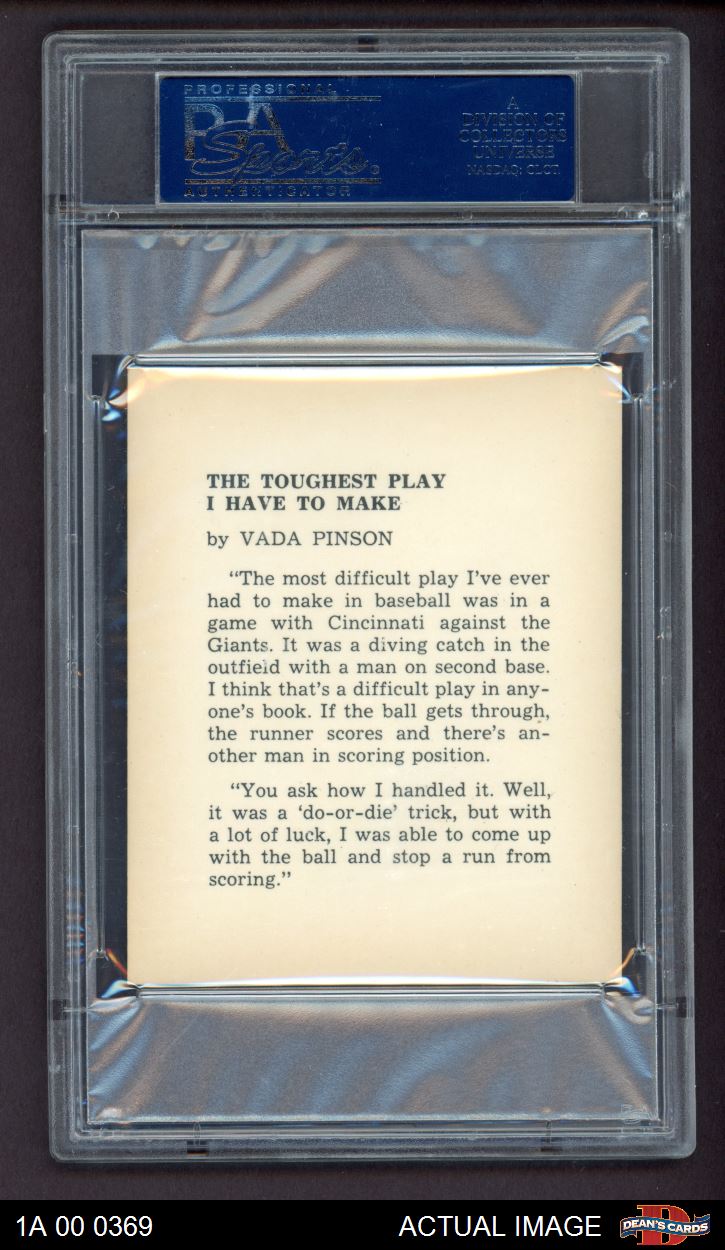 PROFESSIONAL
PSA
Sports
AUTHENTICATOR
A
DIVISION OF
COLLECTORS
UNIVERSE
NASDAQ: CLCT
THE TOUGHEST PLAY
I HAVE TO MAKE
by VADA PINSON
“The most difficult play I’ve ever
had to make in baseball was in a
game with Cincinnati against the
Giants. It was a diving catch in the
outfield with a man on second base.
I think that’s a difficult play in any-
one’s book. If the ball gets through,
the runner scores and there’s an-
other man in scoring position.
“You ask how I handled it. Well,
it was a ‘do-or-die’ trick, but with
a lot of luck, I was able to come up
with the ball and stop a run from
scoring.”
1A 00 0369
ACTUAL IMAGE
DEAN'S CARDS